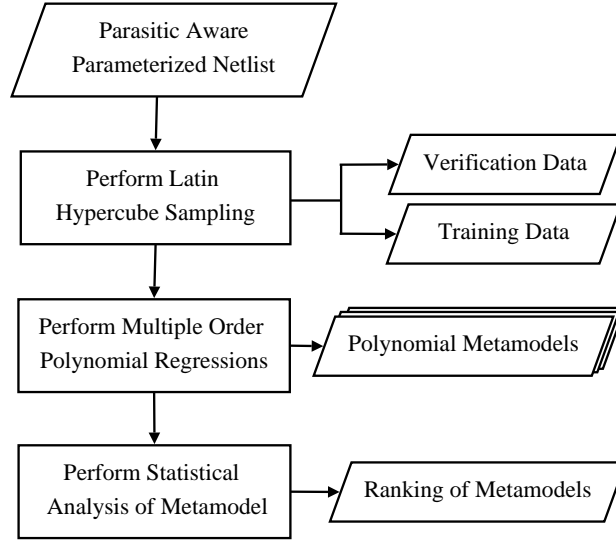 Parasitic Aware
Parameterized Netlist
Perform Latin
Hypercube Sampling
Verification Data
Training Data
Perform Multiple Order
Polynomial Regressions
Polynomial Metamodels
Perform Statistical
Analysis of Metamodel
Ranking of Metamodels